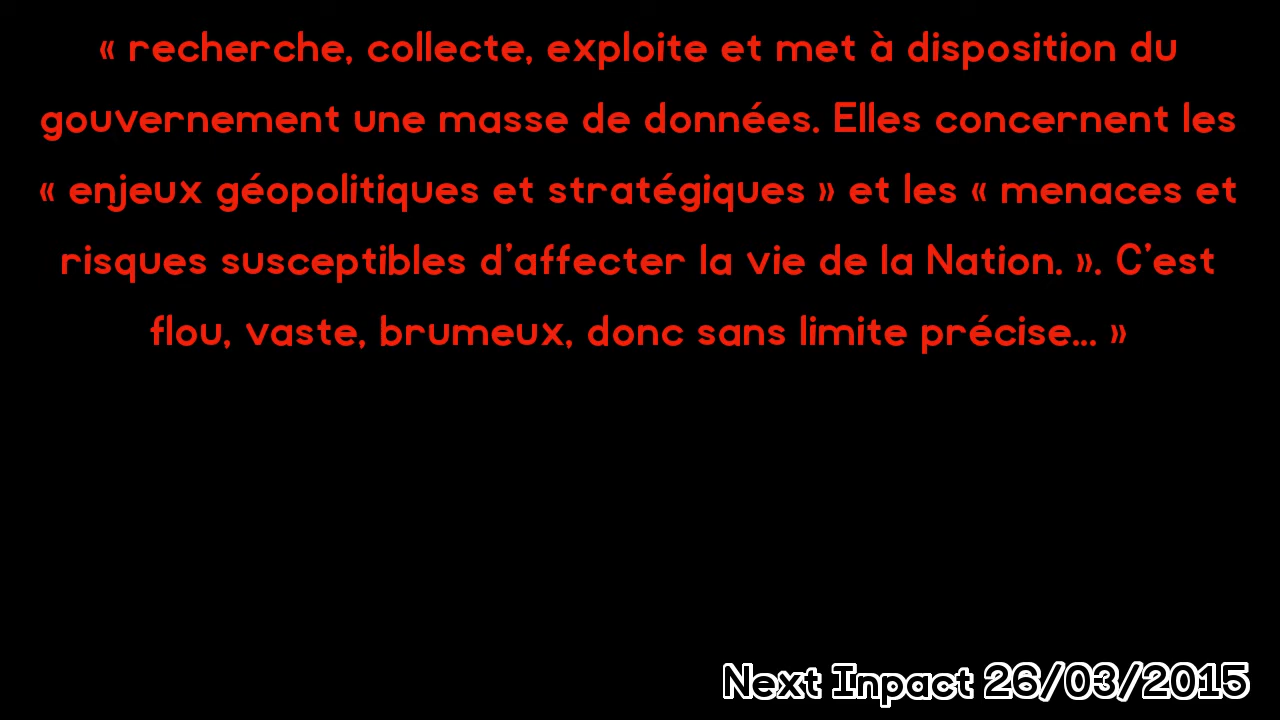 « recherche, collecte, exploite et met à disposition du
gouvernement une masse de données. Elles concernent les
« enjeux géopolitiques et stratégiques » et les « menaces et
risques susceptibles d’affecter la vie de la Nation. ». C’est
flou, vaste, brumeux, donc sans limite précise... »
Next Inpact 26/03/2015